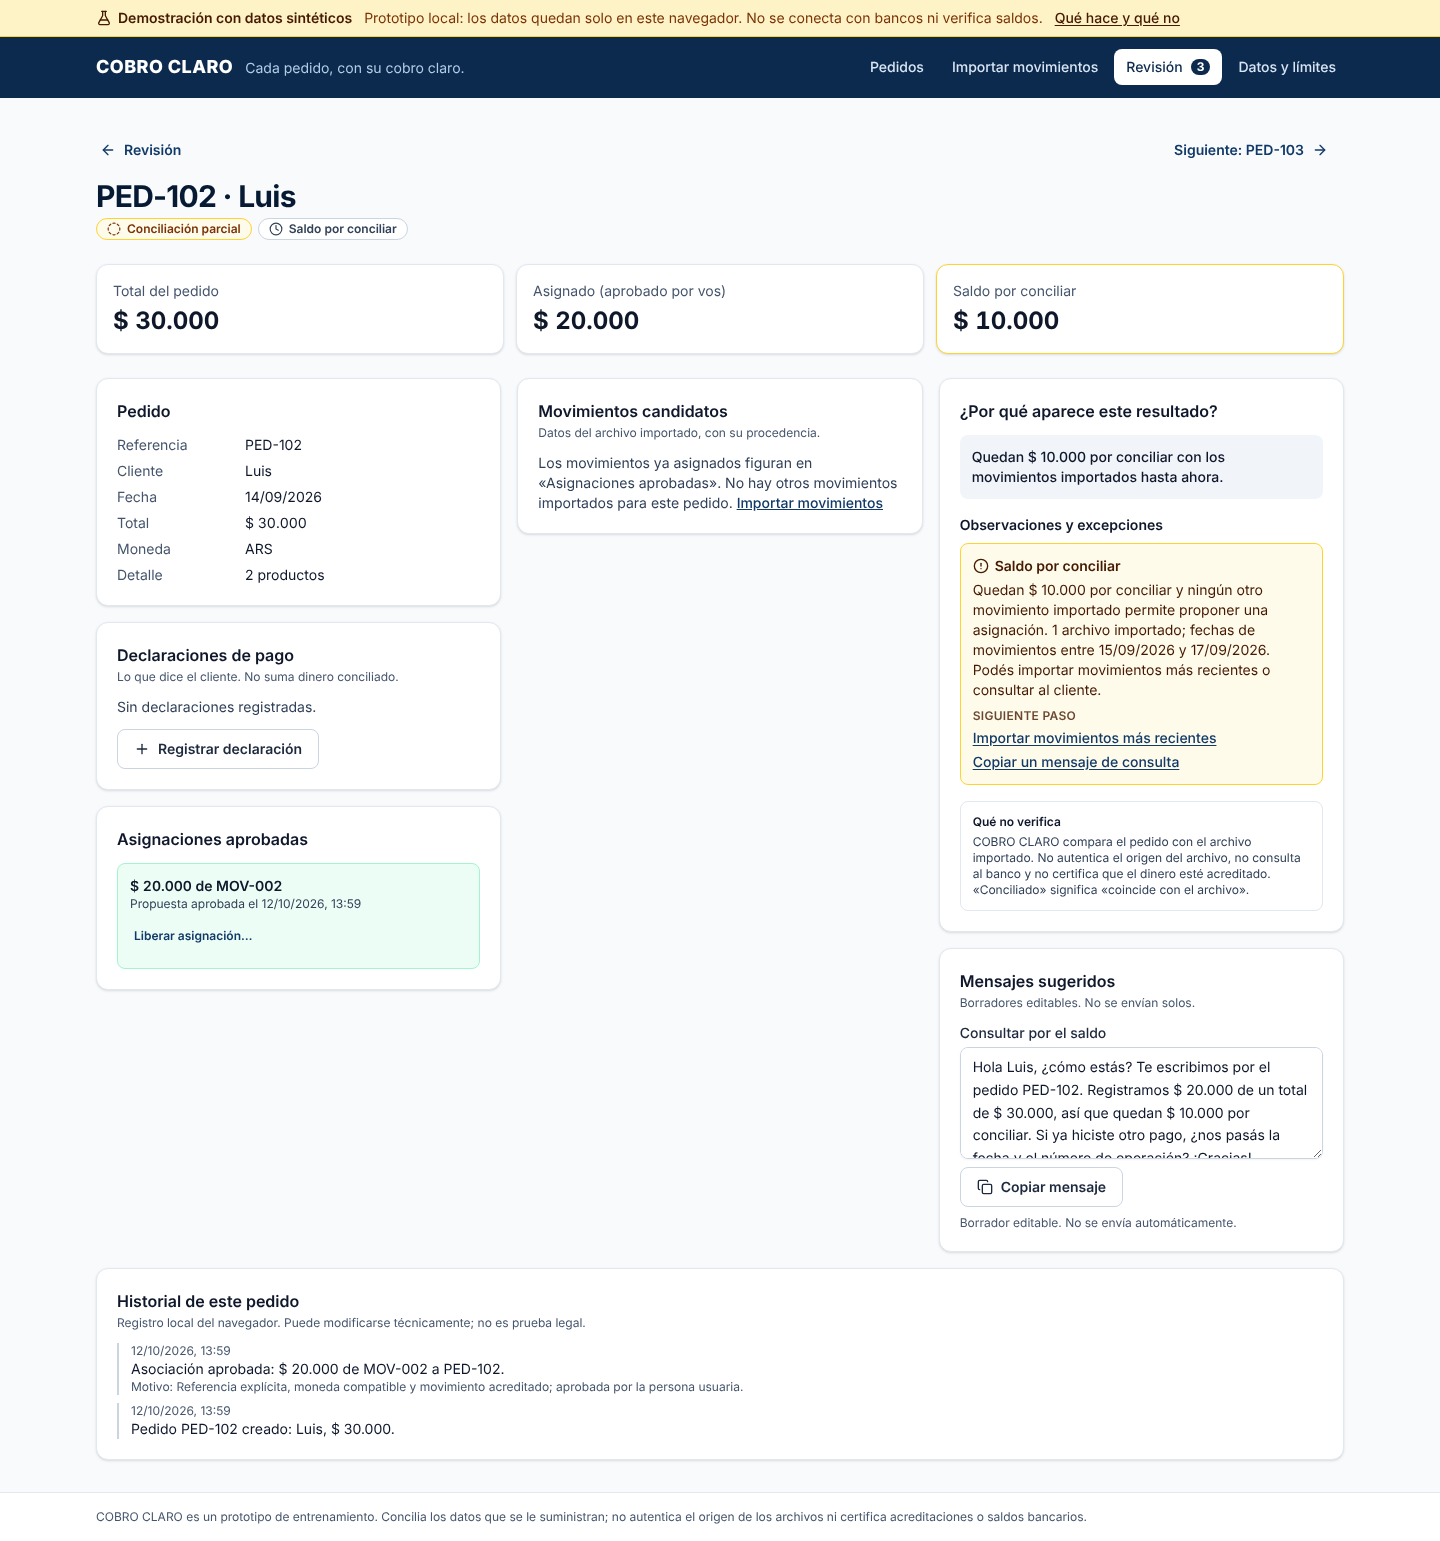 Demostración con datos sintéticos Prototipo local: los datos quedan solo en este navegador. No se conecta con bancos ni verifica saldos. Qué hace y qué no
COBRO CLARO Cada pedido, con su cobro claro. Pedidos Importar movimientos Revisión 3 Datos y límites
Revisión
Siguiente: PED-103
PED-102 · Luis
Conciliación parcial Saldo por conciliar
Total del pedido
$ 30.000
Asignado (aprobado por vos)
$ 20.000
Saldo por conciliar
$ 10.000
Pedido
Referencia PED-102
Cliente Luis
Fecha 14/09/2026
Total $ 30.000
Moneda ARS
Detalle 2 productos
Declaraciones de pago
Lo que dice el cliente. No suma dinero conciliado.
Sin declaraciones registradas.
Registrar declaración
Asignaciones aprobadas
$ 20.000 de MOV-002
Propuesta aprobada el 12/10/2026, 13:59
Liberar asignación...
Movimientos candidatos
Datos del archivo importado, con su procedencia.
Los movimientos ya asignados figuran en
«Asignaciones aprobadas». No hay otros movimientos
importados para este pedido. Importar movimientos
¿Por qué aparece este resultado?
Quedan $ 10.000 por conciliar con los
movimientos importados hasta ahora.
Observaciones y excepciones
Saldo por conciliar
Quedan $ 10.000 por conciliar y ningún otro
movimiento importado permite proponer una
asignación. 1 archivo importado; fechas de
movimientos entre 15/09/2026 y 17/09/2026.
Podés importar movimientos más recientes o
consultar al cliente.
SIGUIENTE PASO
Importar movimientos más recientes
Copiar un mensaje de consulta
Qué no verifica
COBRO CLARO compara el pedido con el archivo
importado. No autentica el origen del archivo, no consulta
al banco y no certifica que el dinero esté acreditado.
«Conciliado» significa «coincide con el archivo».
Mensajes sugeridos
Borradores editables. No se envían solos.
Consultar por el saldo
Hola Luis, ¿cómo estás? Te escribimos por el
pedido PED-102. Registramos $ 20.000 de un total
de $ 30.000, así que quedan $ 10.000 por
conciliar. Si ya hiciste otro pago, ¿nos pasás la
fecha y el número de operación? ¡Gracias!
Copiar mensaje
Borrador editable. No se envía automáticamente.
Historial de este pedido
Registro local del navegador. Puede modificarse técnicamente; no es prueba legal.
12/10/2026, 13:59
Asociación aprobada: $ 20.000 de MOV-002 a PED-102.
Motivo: Referencia explícita, moneda compatible y movimiento acreditado; aprobada por la persona usuaria.
12/10/2026, 13:59
Pedido PED-102 creado: Luis, $ 30.000.
COBRO CLARO es un prototipo de entrenamiento. Concilia los datos que se le suministran; no autentica el origen de los archivos ni certifica acreditaciones o saldos bancarios.